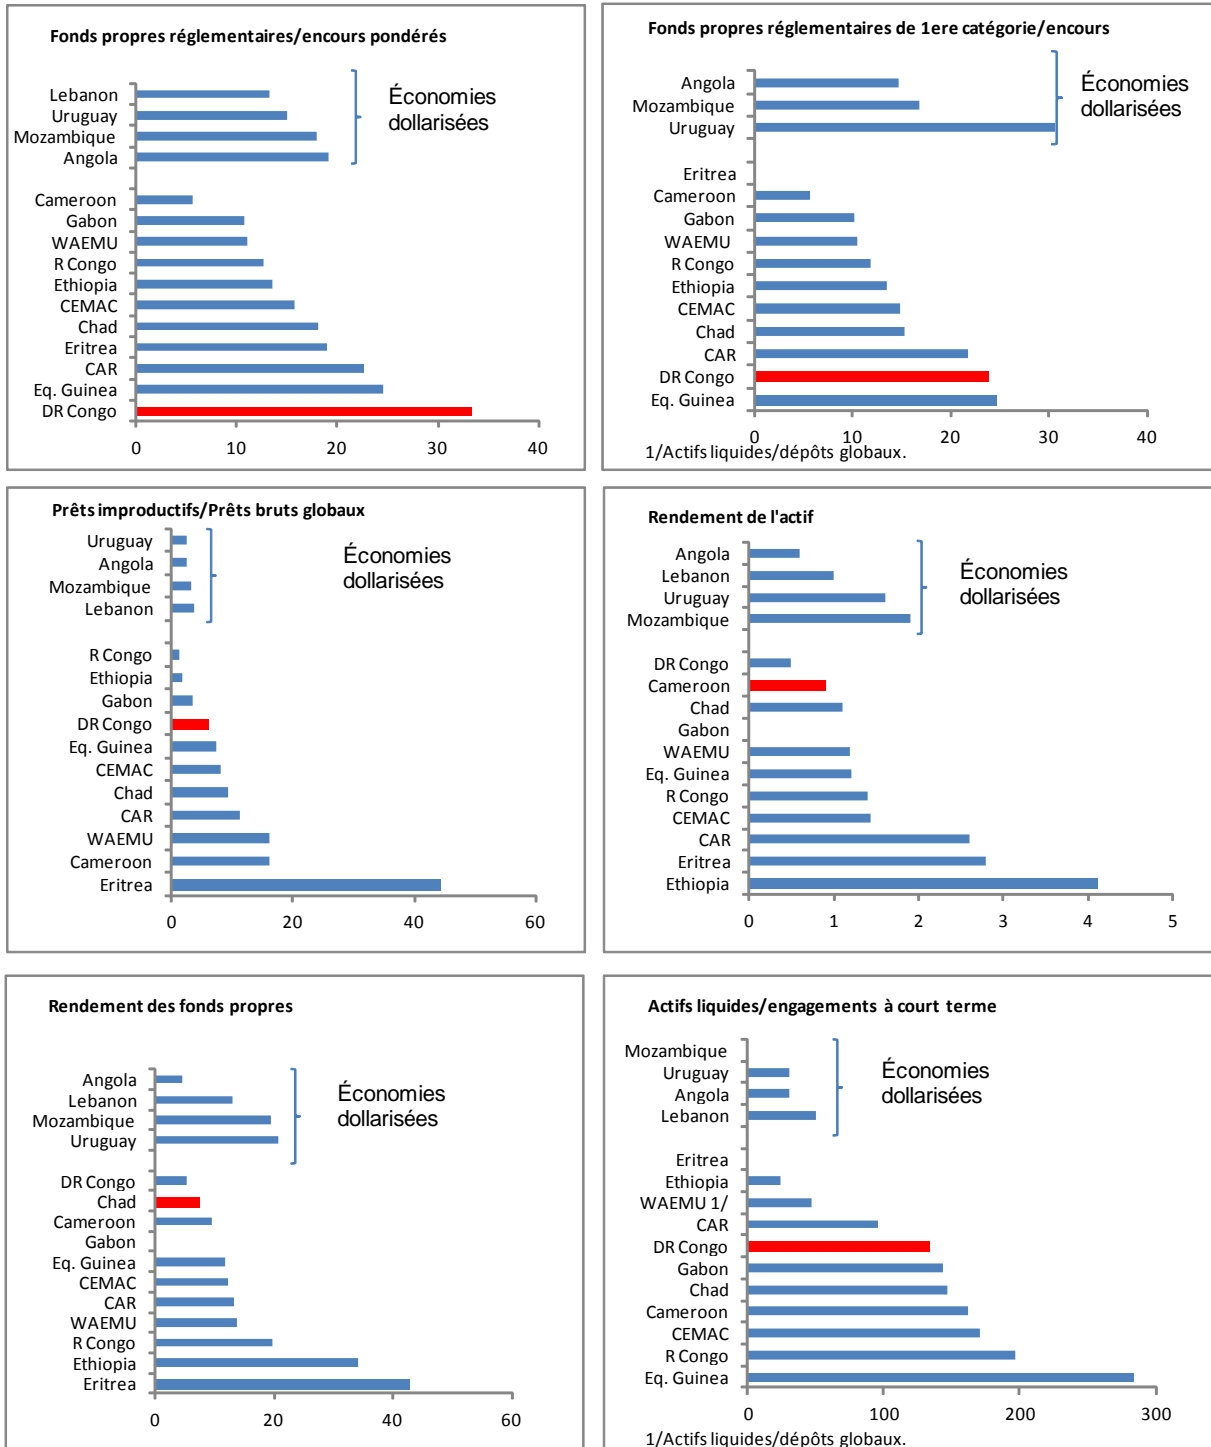 Fonds propres réglementaires/encours pondérés
Économies
dollarisées
Lebanon
Uruguay
Mozambique
Angola
Cameroon
Gabon
WAEMU
R Congo
Ethiopia
CEMAC
Chad
Eritrea
CAR
Eq. Guinea
DR Congo
0 10 20 30 40
Fonds propres réglementaires de 1ere catégorie/encours
Économies
dollarisées
Angola
Mozambique
Uruguay
Eritrea
Cameroon
Gabon
WAEMU
R Congo
Ethiopia
CEMAC
Chad
CAR
DR Congo
Eq. Guinea
0 10 20 30 40
1/Actifs liquides/dépôts globaux.
Prêts improductifs/Prêts bruts globaux
Économies
dollarisées
Uruguay
Angola
Mozambique
Lebanon
R Congo
Ethiopia
Gabon
DR Congo
Eq. Guinea
CEMAC
Chad
CAR
WAEMU
Cameroon
Eritrea
0 20 40 60
Rendement de l'actif
Économies
dollarisées
Angola
Lebanon
Uruguay
Mozambique
DR Congo
Cameroon
Chad
Gabon
WAEMU
Eq. Guinea
R Congo
CEMAC
CAR
Eritrea
Ethiopia
0 1 2 3 4 5
Rendement des fonds propres
Économies
dollarisées
Angola
Lebanon
Mozambique
Uruguay
DR Congo
Chad
Cameroon
Gabon
Eq. Guinea
CEMAC
CAR
WAEMU
R Congo
Ethiopia
Eritrea
0 20 40 60
Actifs liquides/engagements à court terme
Économies
dollarisées
Mozambique
Uruguay
Angola
Lebanon
Eritrea
Ethiopia
WAEMU 1/
CAR
DR Congo
Gabon
Chad
Cameroon
CEMAC
R Congo
Eq. Guinea
0 100 200 300
1/Actifs liquides/dépôts globaux.